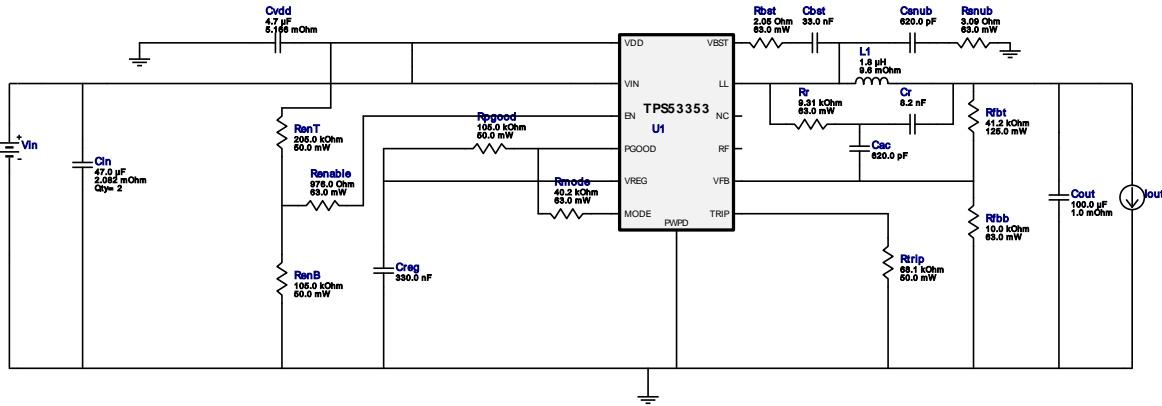 Cvdd
4.7 µF
5.166 mOhm
Rbst
2.05 Ohm
63.0 mW
Cbst
33.0 nF
Csnub
620.0 pF
Rsnub
3.09 Ohm
63.0 mW
VDD
VBST
L1
1.8 µH
9.6 mOhm
VIN
LL
Rr
9.31 kOhm
63.0 mW
Cr
8.2 nF
TPS53353
U1
Rpgood
105.0 kOhm
50.0 mW
EN
NC
Rfbt
41.2 kOhm
125.0 mW
RenT
205.0 kOhm
50.0 mW
+
Vin
-
PGOOD
RF
Cac
620.0 pF
Cin
47.0 µF
2.082 mOhm
Qty= 2
Renable
976.0 Ohm
63.0 mW
Rmode
40.2 kOhm
63.0 mW
VREG
VFB
Cout
100.0 µF
1.0 mOhm
Iout
MODE
PWPD
TRIP
Rfbb
10.0 kOhm
63.0 mW
RenB
105.0 kOhm
50.0 mW
Creg
330.0 nF
Rtrip
68.1 kOhm
50.0 mW